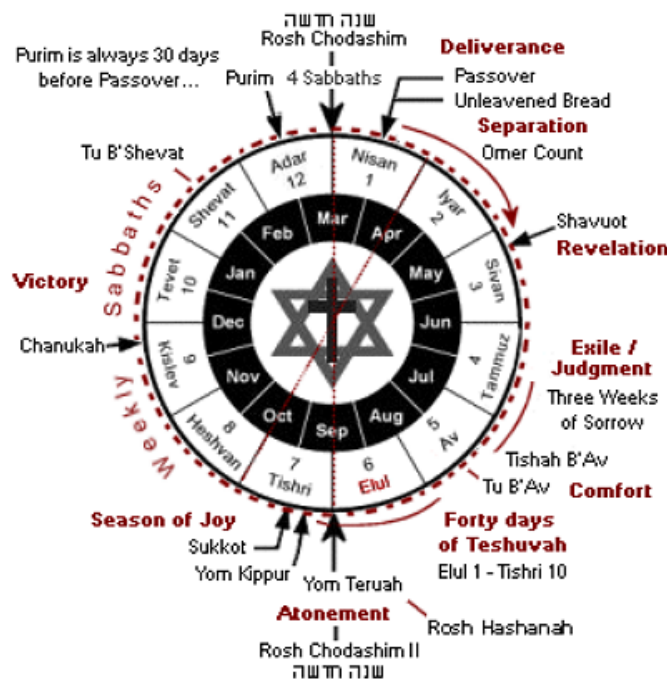 שנה חדשה
Rosh Chodashim
Deliverance
Purim is always 30 days
before Passover…
Purim
4 Sabbaths
Passover
Unleavened Bread
Separation
Omer Count
Tu B'Shevat
Shavuot
Revelation
Weekly Sabbaths
Victory
Chanukah
Exile /
Judgment
Three Weeks
of Sorrow
Tishah B'Av
Tu B'Av
Comfort
Season of Joy
Sukkot
Yom Kippur
Forty days
of Teshuvah
Elul 1 - Tishri 10
Yom Teruah
Atonement
Rosh Hashanah
Rosh Chodashim II
שנה חדשה
Nisan
1
Iyar
2
Sivan
3
4
Tammuz
5
Av
6
Elul
7
Tishri
8
Heshvan
9
Kislev
Tevet
10
Shevat
11
Adar
12
Mar
Apr
May
Jun
Jul
Aug
Sep
Oct
Nov
Dec
Jan
Feb